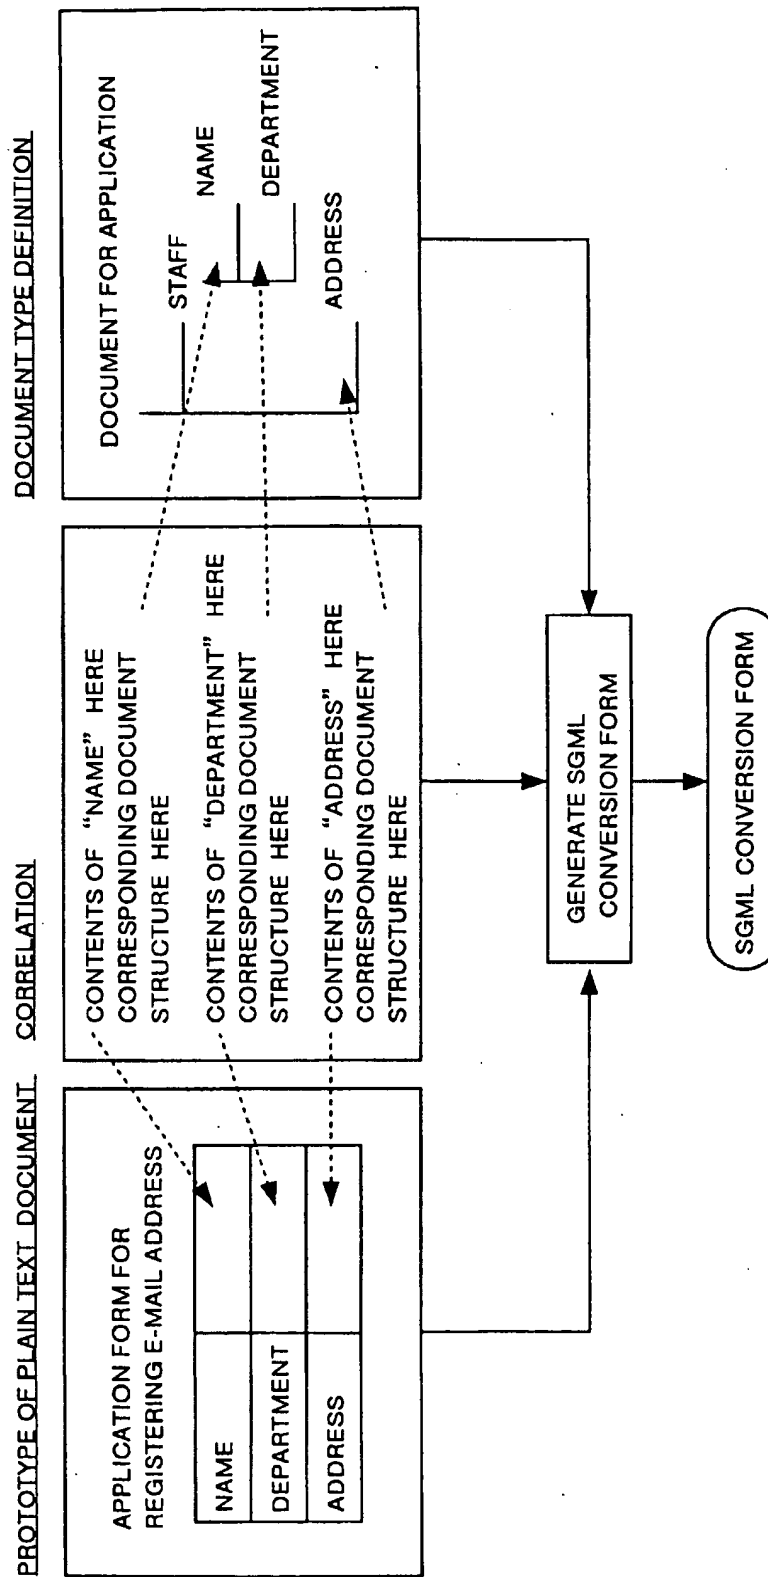 PROTOTYPE OF PLAIN TEXT DOCUMENT
APPLICATION FORM FOR
REGISTERING E-MAIL ADDRESS
NAME
DEPARTMENT
ADDRESS
CORRELATION
CONTENTS OF "NAME" HERE
CORRESPONDING DOCUMENT
STRUCTURE HERE
CONTENTS OF "DEPARTMENT" HERE
CORRESPONDING DOCUMENT
STRUCTURE HERE
CONTENTS OF "ADDRESS" HERE
CORRESPONDING DOCUMENT
STRUCTURE HERE
DOCUMENT TYPE DEFINITION
DOCUMENT FOR APPLICATION
STAFF
NAME
DEPARTMENT
ADDRESS
GENERATE SGML
CONVERSION FORM
SGML CONVERSION FORM